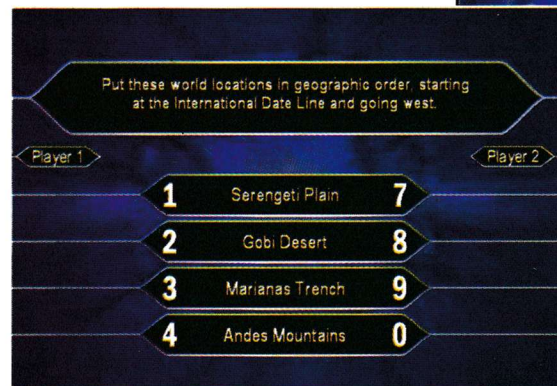 Put these world locations in geographic order, starting
at the International Date Line and going west.
Player 1
Player 2
1 Serengeti Plain 7
2 Gobi Desert 8
3 Marianas Trench 9
4 Andes Mountains 0